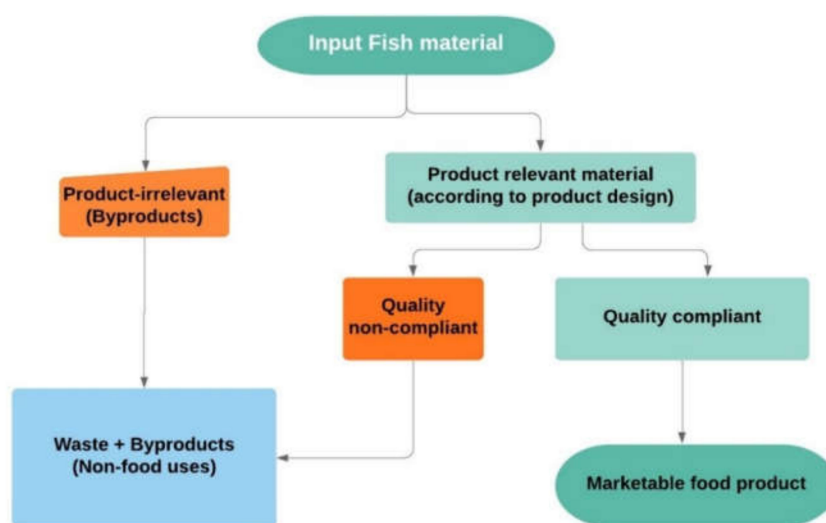 Input Fish material
Product-irrelevant
(Byproducts)
Product relevant material
(according to product design)
Quality
non-compliant
Quality compliant
Waste + Byproducts
(Non-food uses)
Marketable food product